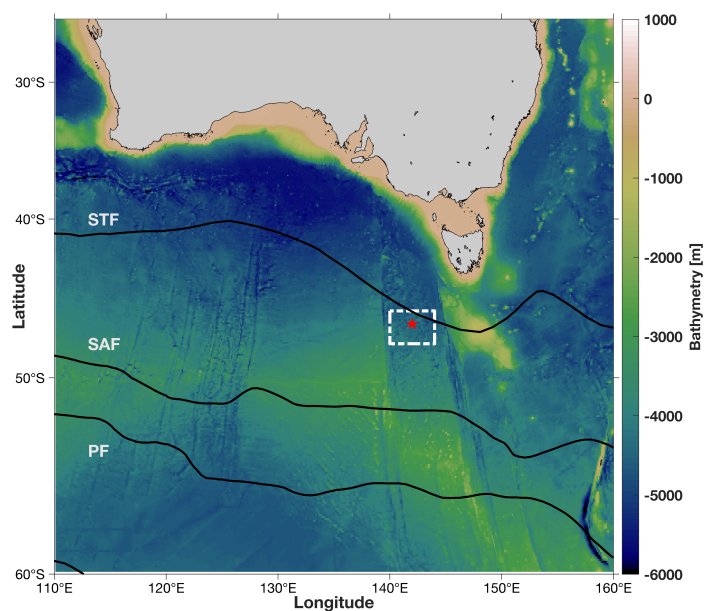 1000
30°S
0
-1000
STF
40°S
-2000
Latitude
Bathymetry [m]
-3000
SAF
50°S
-4000
PF
-5000
60°S
-6000
110°E
120°E
130°E
140°E
150°E
160°E
Longitude